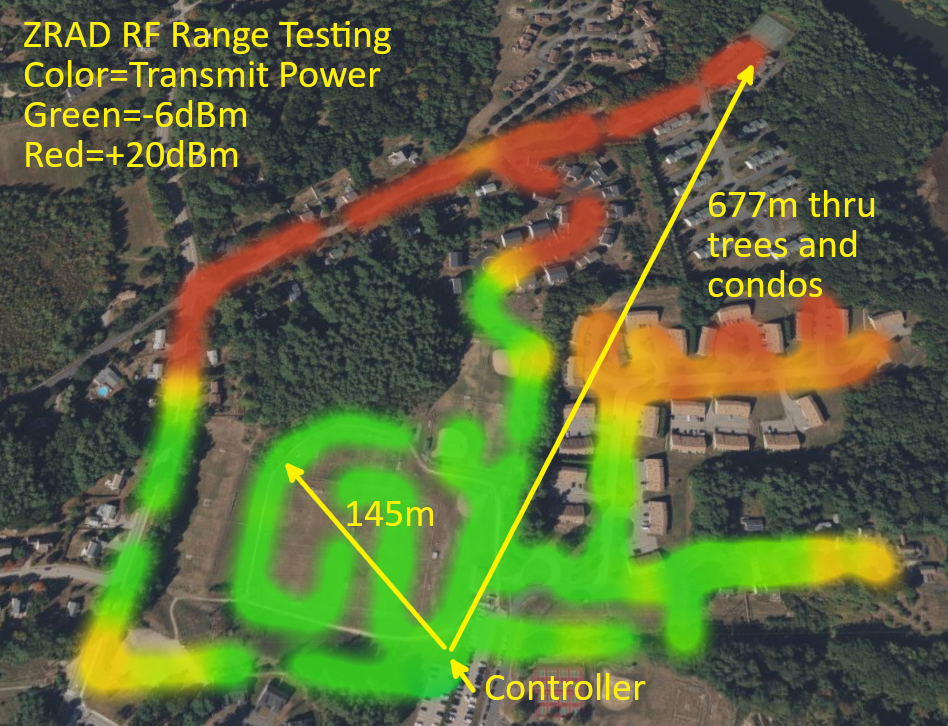 ZRAD RF Range Testing
Color=Transmit Power
Green=-6dBm
Red=+20dBm
677m thru
trees and
condos
145m
Controller